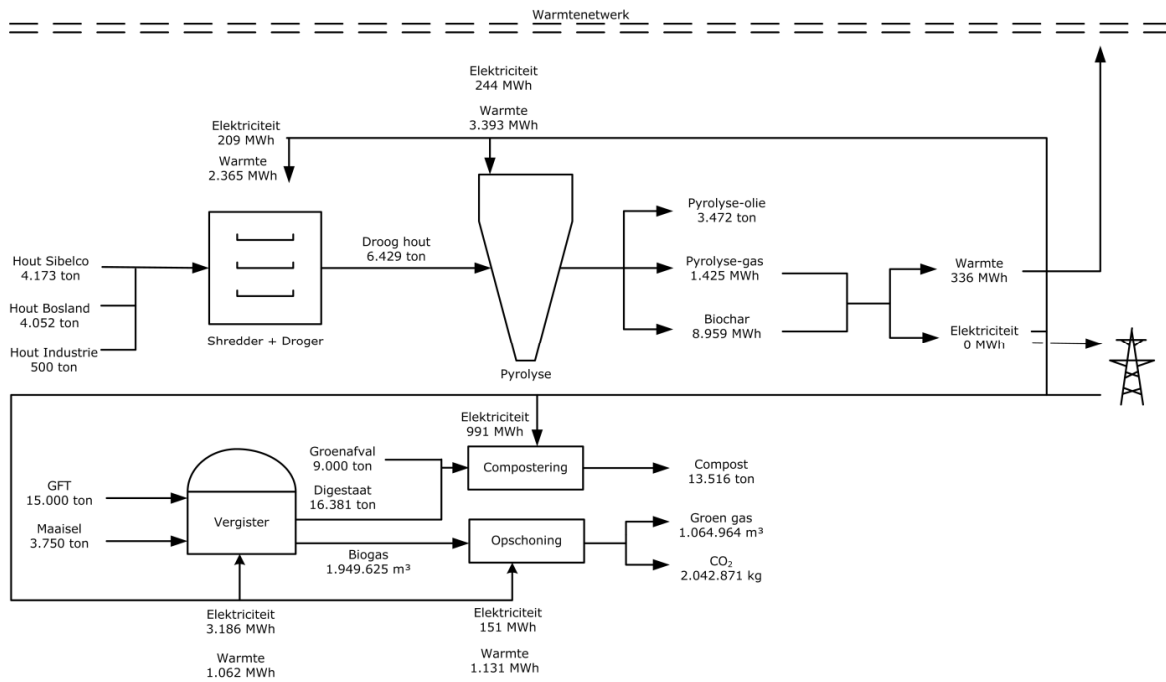 Warmtenetwerk
Elektriciteit
244 MWh
Warmte
3.393 MWh
Elektriciteit
209 MWh
Warmte
2.365 MWh
Hout Sibelco
4.173 ton
Hout Bosland
4.052 ton
Hout Industrie
500 ton
Shredder + Droger
Droog hout
6.429 ton
Pyrolyse
Pyrolyse-olie
3.472 ton
Pyrolyse-gas
1.425 MWh
Biochar
8.959 MWh
Warmte
336 MWh
Elektriciteit
0 MWh
Elektriciteit
991 MWh
Groenafval
9.000 ton
Compostering
Compost
13.516 ton
GFT
15.000 ton
Maaisel
3.750 ton
Vergister
Digestaat
16.381 ton
Biogas
1.949.625 m³
Opschoning
Groen gas
1.064.964 m³
CO₂
2.042.871 kg
Elektriciteit
3.186 MWh
Warmte
1.062 MWh
Elektriciteit
151 MWh
Warmte
1.131 MWh